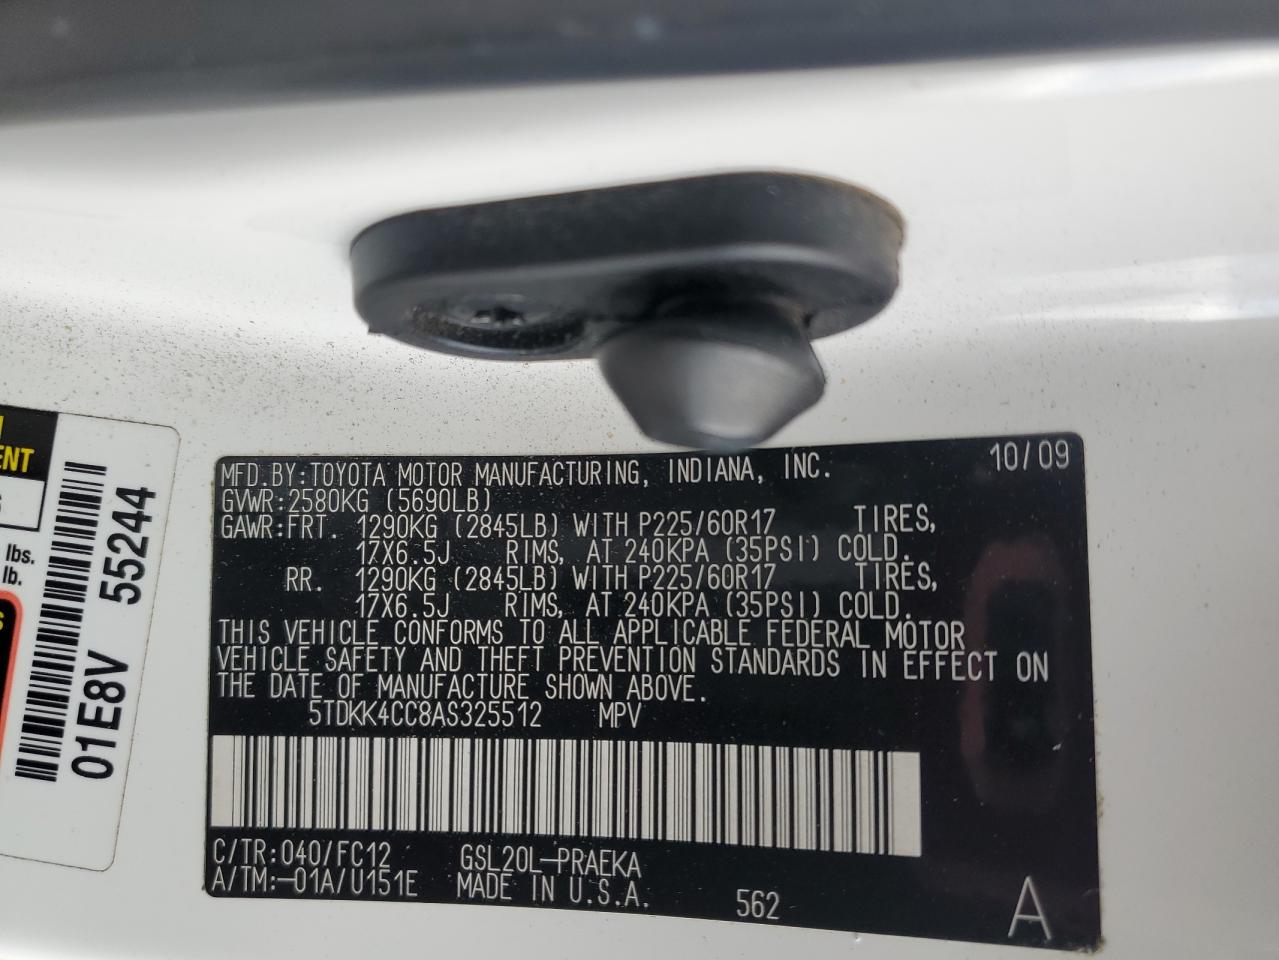 ENT
lbs.
lb.
01E8V 55244
MFD.BY:TOYOTA MOTOR MANUFACTURING, INDIANA, INC. 10/09
GVWR:2580KG (5690LB)
GAWR:FRT. 1290KG (2845LB) WITH P225/60R17 TIRES,
17X6.5J RIMS, AT 240KPA (35PSI) COLD.
RR. 1290KG (2845LB) WITH P225/60R17 TIRES,
17X6.5J RIMS, AT 240KPA (35PSI) COLD.
THIS VEHICLE CONFORMS TO ALL APPLICABLE FEDERAL MOTOR
VEHICLE SAFETY AND THEFT PREVENTION STANDARDS IN EFFECT ON
THE DATE OF MANUFACTURE SHOWN ABOVE.
5TDKK4CC8AS325512 MPV
C/TR:040/FC12 GSL20L-PRAEKA
A/TM:-01A/U151E MADE IN U.S.A. 562 A